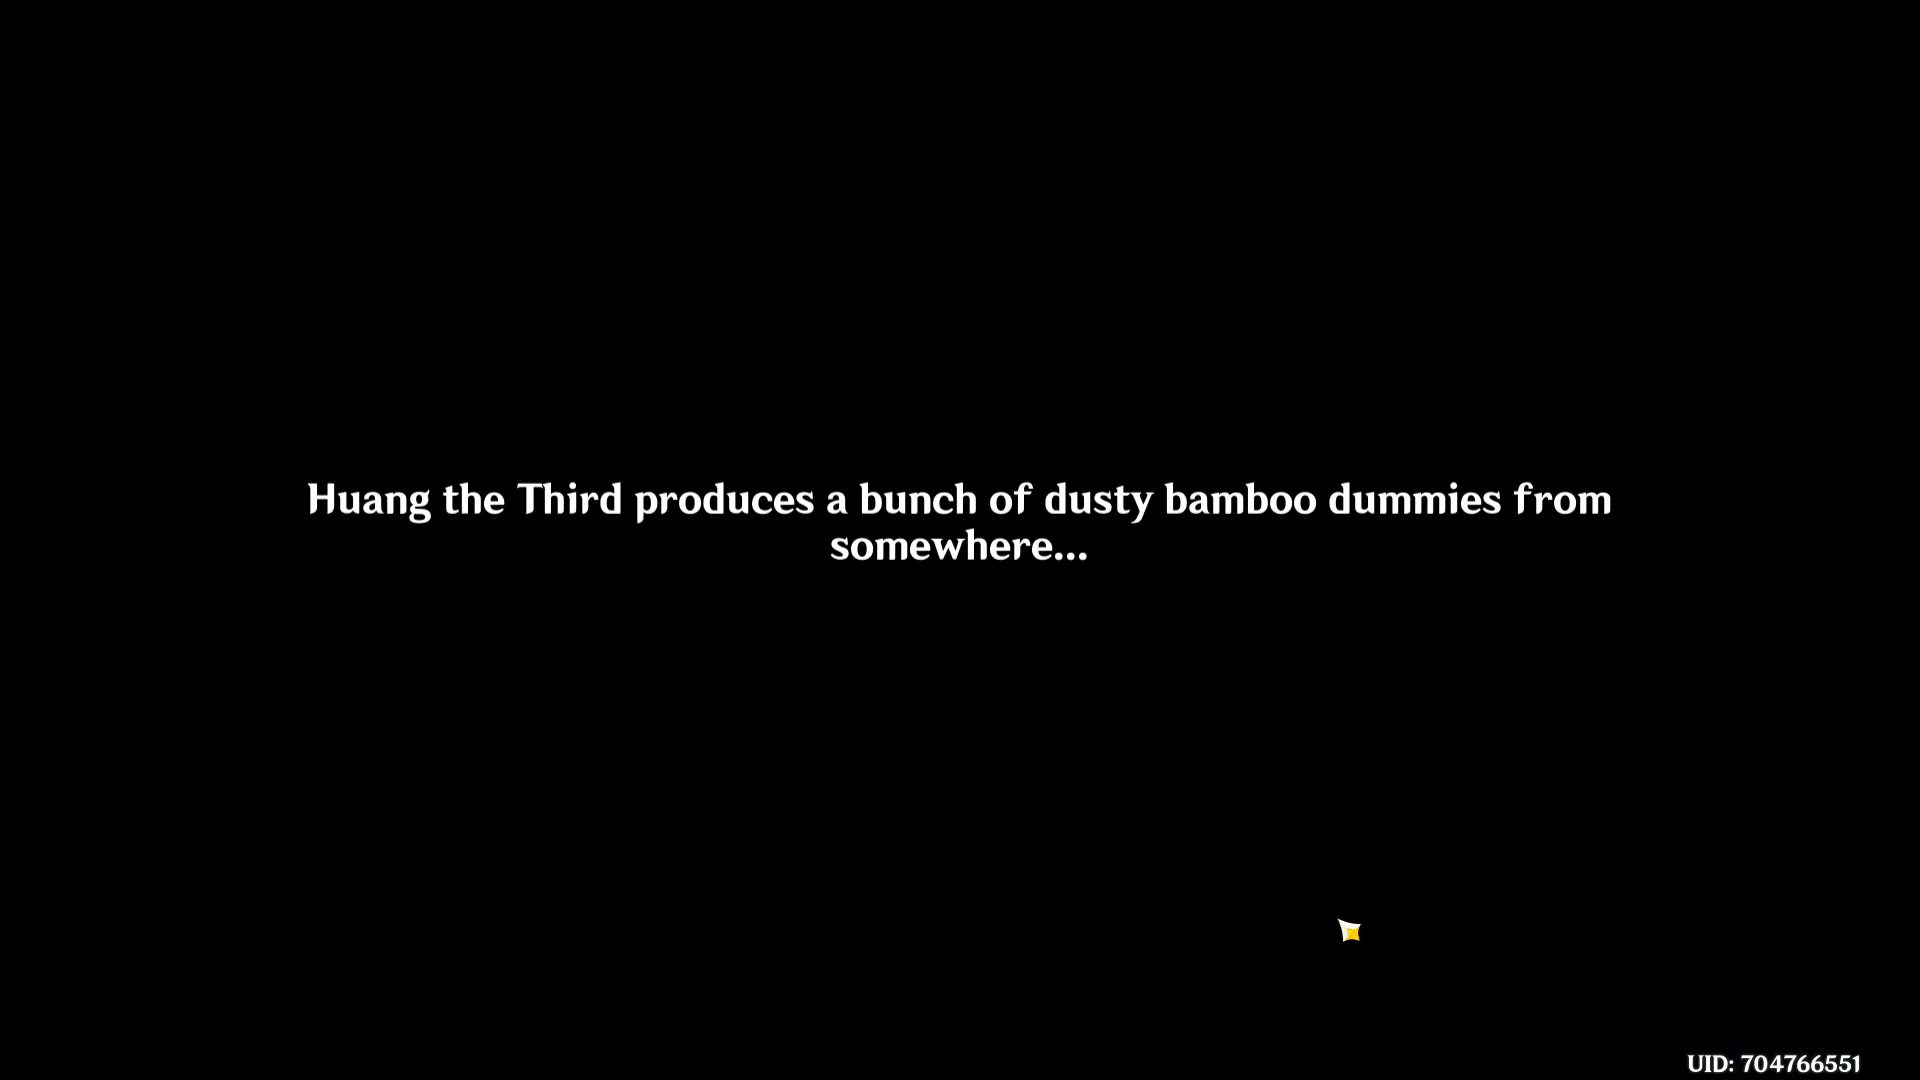 Huang the Third produces a bunch of dusty bamboo dummies from
somewhere...
UID: 704766551